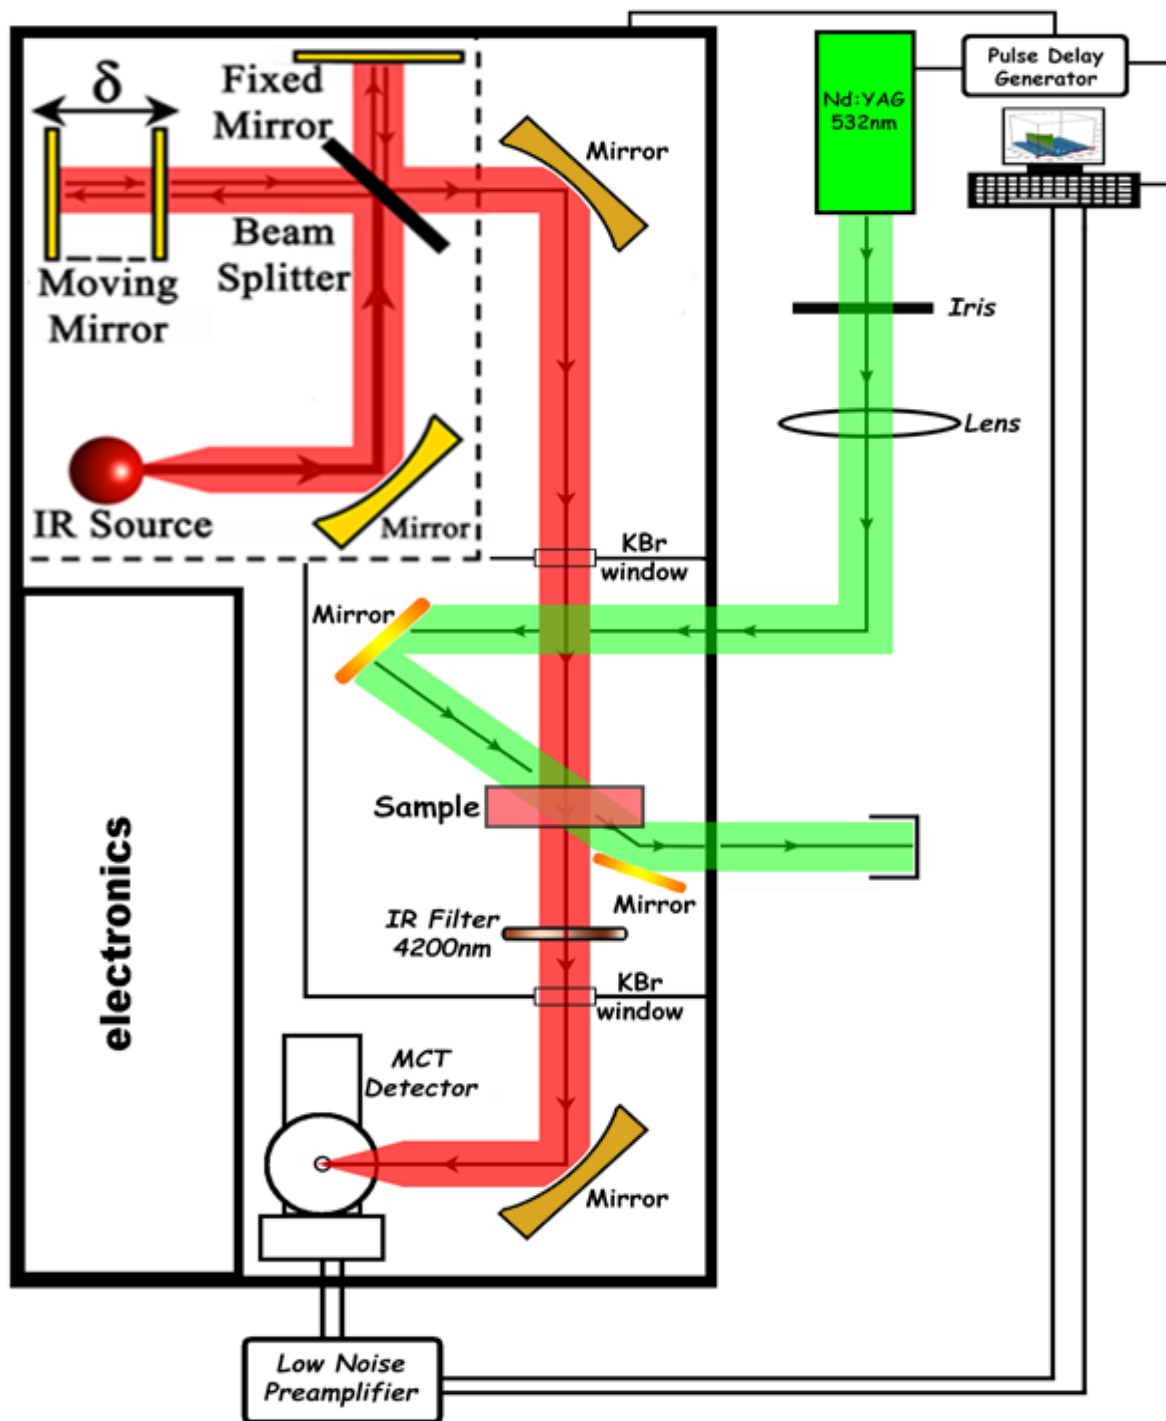 Pulse Delay
Generator
Nd:YAG
532nm
δ
Fixed
Mirror
Mirror
Beam
Splitter
Moving
Mirror
Iris
Lens
IR Source
Mirror
KBr
window
Mirror
Sample
Mirror
IR Filter
4200nm
KBr
window
electronics
MCT
Detector
Mirror
Low Noise
Preamplifier